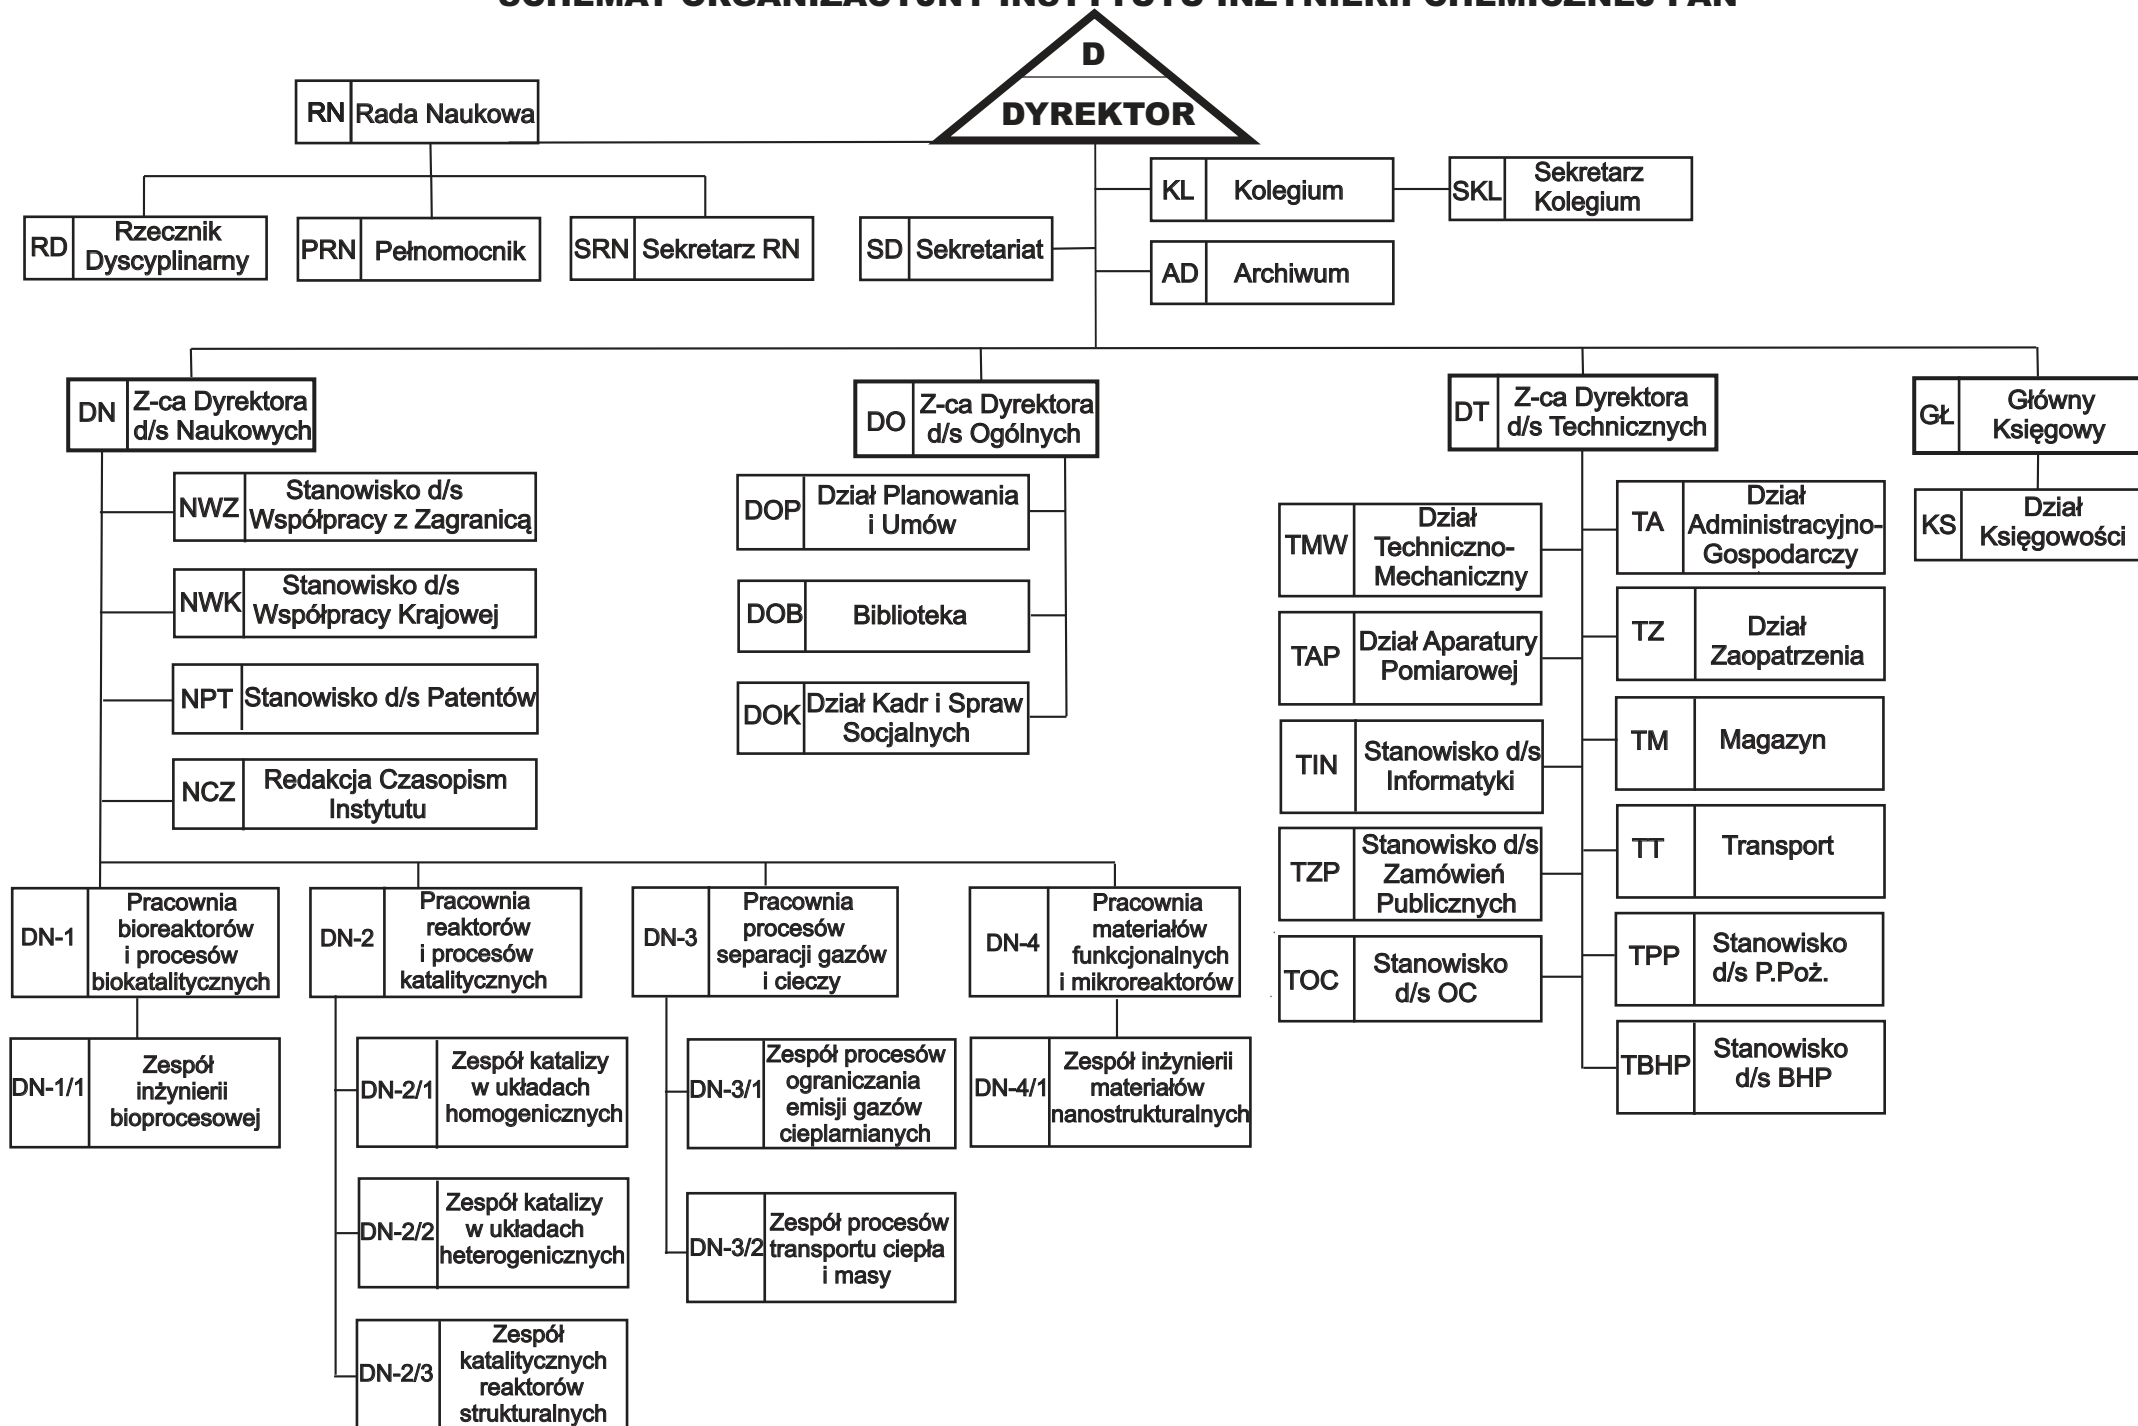 SCHEMAT ORGANIZACYJNY INSTYTUTU INŻYNIERII CHEMICZNEJ PAN
D
DYREKTOR
RN
Rada Naukowa
KL
Kolegium
SKL
Sekretarz
Kolegium
RD
Rzecznik
Dyscyplinarny
PRN
Pełnomocnik
SRN
Sekretarz RN
SD
Sekretariat
AD
Archiwum
DN
Z-ca Dyrektora
d/s Naukowych
DO
Z-ca Dyrektora
d/s Ogólnych
DT
Z-ca Dyrektora
d/s Technicznych
GŁ
Główny
Księgowy
NWZ
Stanowisko d/s
Współpracy z Zagranicą
NWK
Stanowisko d/s
Współpracy Krajowej
NPT
Stanowisko d/s Patentów
NCZ
Redakcja Czasopism
Instytutu
DOP
Dział Planowania
i Umów
DOB
Biblioteka
DOK
Dział Kadr i Spraw
Socjalnych
TMW
Dział
Techniczno-
Mechaniczny
TAP
Dział Aparatury
Pomiarowej
TIN
Stanowisko d/s
Informatyki
TZP
Stanowisko d/s
Zamówień
Publicznych
TOC
Stanowisko
d/s OC
TA
Dział
Administracyjno-
Gospodarczy
TZ
Dział
Zaopatrzenia
TM
Magazyn
TT
Transport
TPP
Stanowisko
d/s P.Poż.
TBHP
Stanowisko
d/s BHP
KS
Dział
Księgowości
DN-1
Pracownia
bioreaktorów
i procesów
biokatalitycznych
DN-2
Pracownia
reaktorów
i procesów
katalitycznych
DN-3
Pracownia
procesów
separacji gazów
i cieczy
DN-4
Pracownia
materiałów
funkcjonalnych
i mikroreaktorów
DN-1/1
Zespół
inżynierii
bioprocesowej
DN-2/1
Zespół katalizy
w układach
homogenicznych
DN-3/1
Zespół procesów
ograniczania
emisji gazów
cieplarnianych
DN-4/1
Zespół inżynierii
materiałów
nanostrukturalnych
DN-2/2
Zespół katalizy
w układach
heterogenicznych
DN-3/2
Zespół procesów
transportu ciepła
i masy
DN-2/3
Zespół
katalitycznych
reaktorów
strukturalnych